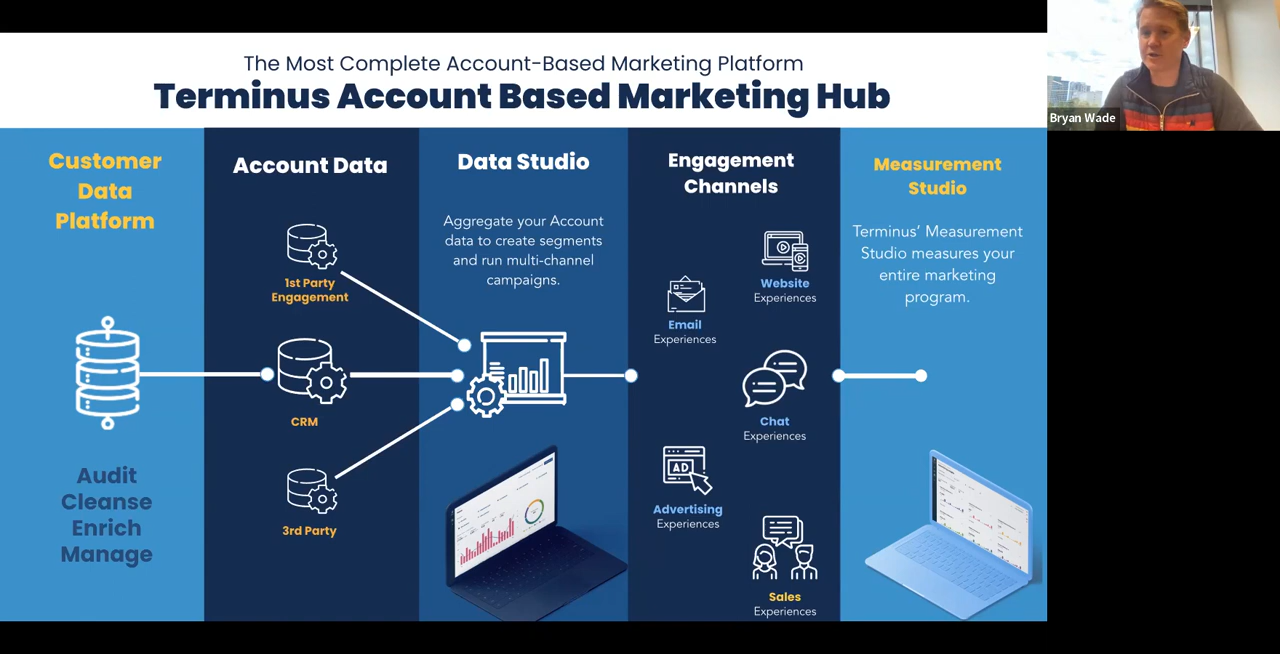 The Most Complete Account-Based Marketing Platform
Terminus Account Based Marketing Hub
Bryan Wade
Customer
Data
Platform
Audit
Cleanse
Enrich
Manage
Account Data
1st Party
Engagement
CRM
3rd Party
Data Studio
Aggregate your Account
data to create segments
and run multi-channel
campaigns.
Engagement
Channels
Website
Experiences
Email
Experiences
Chat
Experiences
AD
Advertising
Experiences
Sales
Experiences
Measurement
Studio
Terminus’ Measurement
Studio measures your
entire marketing
program.